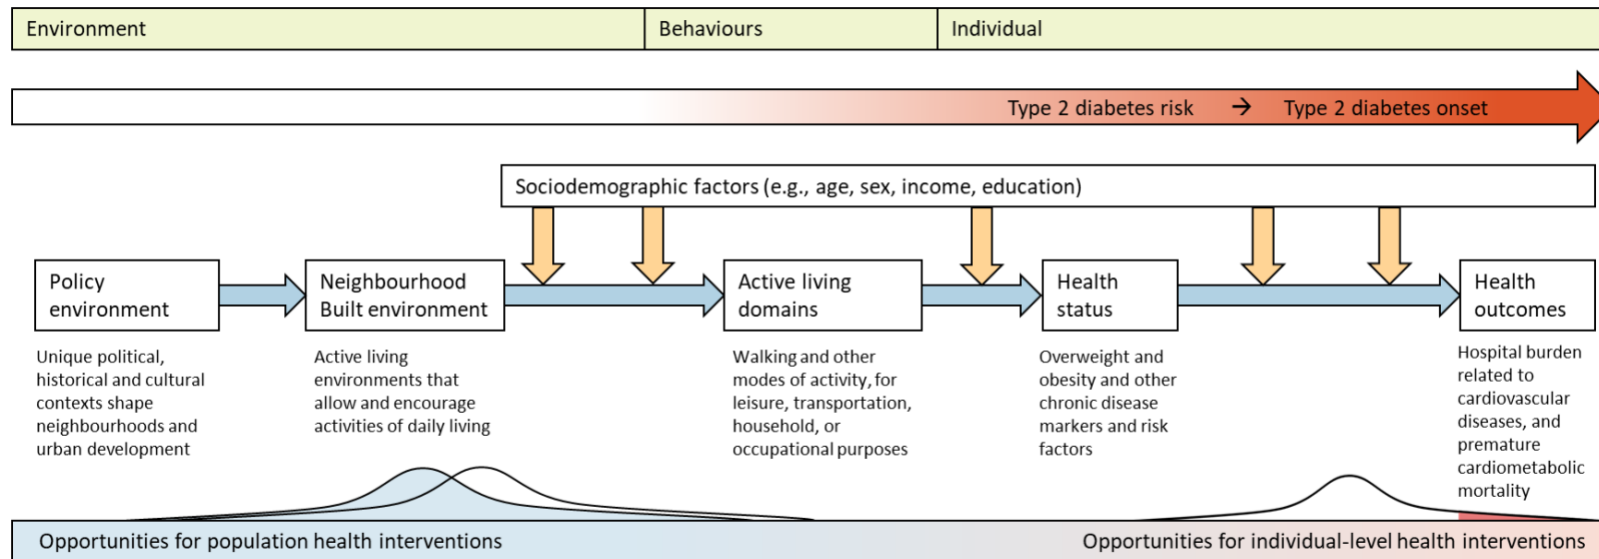 Environment
Behaviours
Individual
Type 2 diabetes risk → Type 2 diabetes onset
Sociodemographic factors (e.g., age, sex, income, education)
Policy
environment
Neighbourhood
Built environment
Active living
domains
Health
status
Health
outcomes
Unique political,
historical and cultural
contexts shape
neighbourhoods and
urban development
Active living
environments that
allow and encourage
activities of daily living
Walking and other
modes of activity, for
leisure, transportation,
household, or
occupational purposes
Overweight and
obesity and other
chronic disease
markers and risk
factors
Hospital burden
related to
cardiovascular
diseases, and
premature
cardiometabolic
mortality
Opportunities for population health interventions
Opportunities for individual-level health interventions